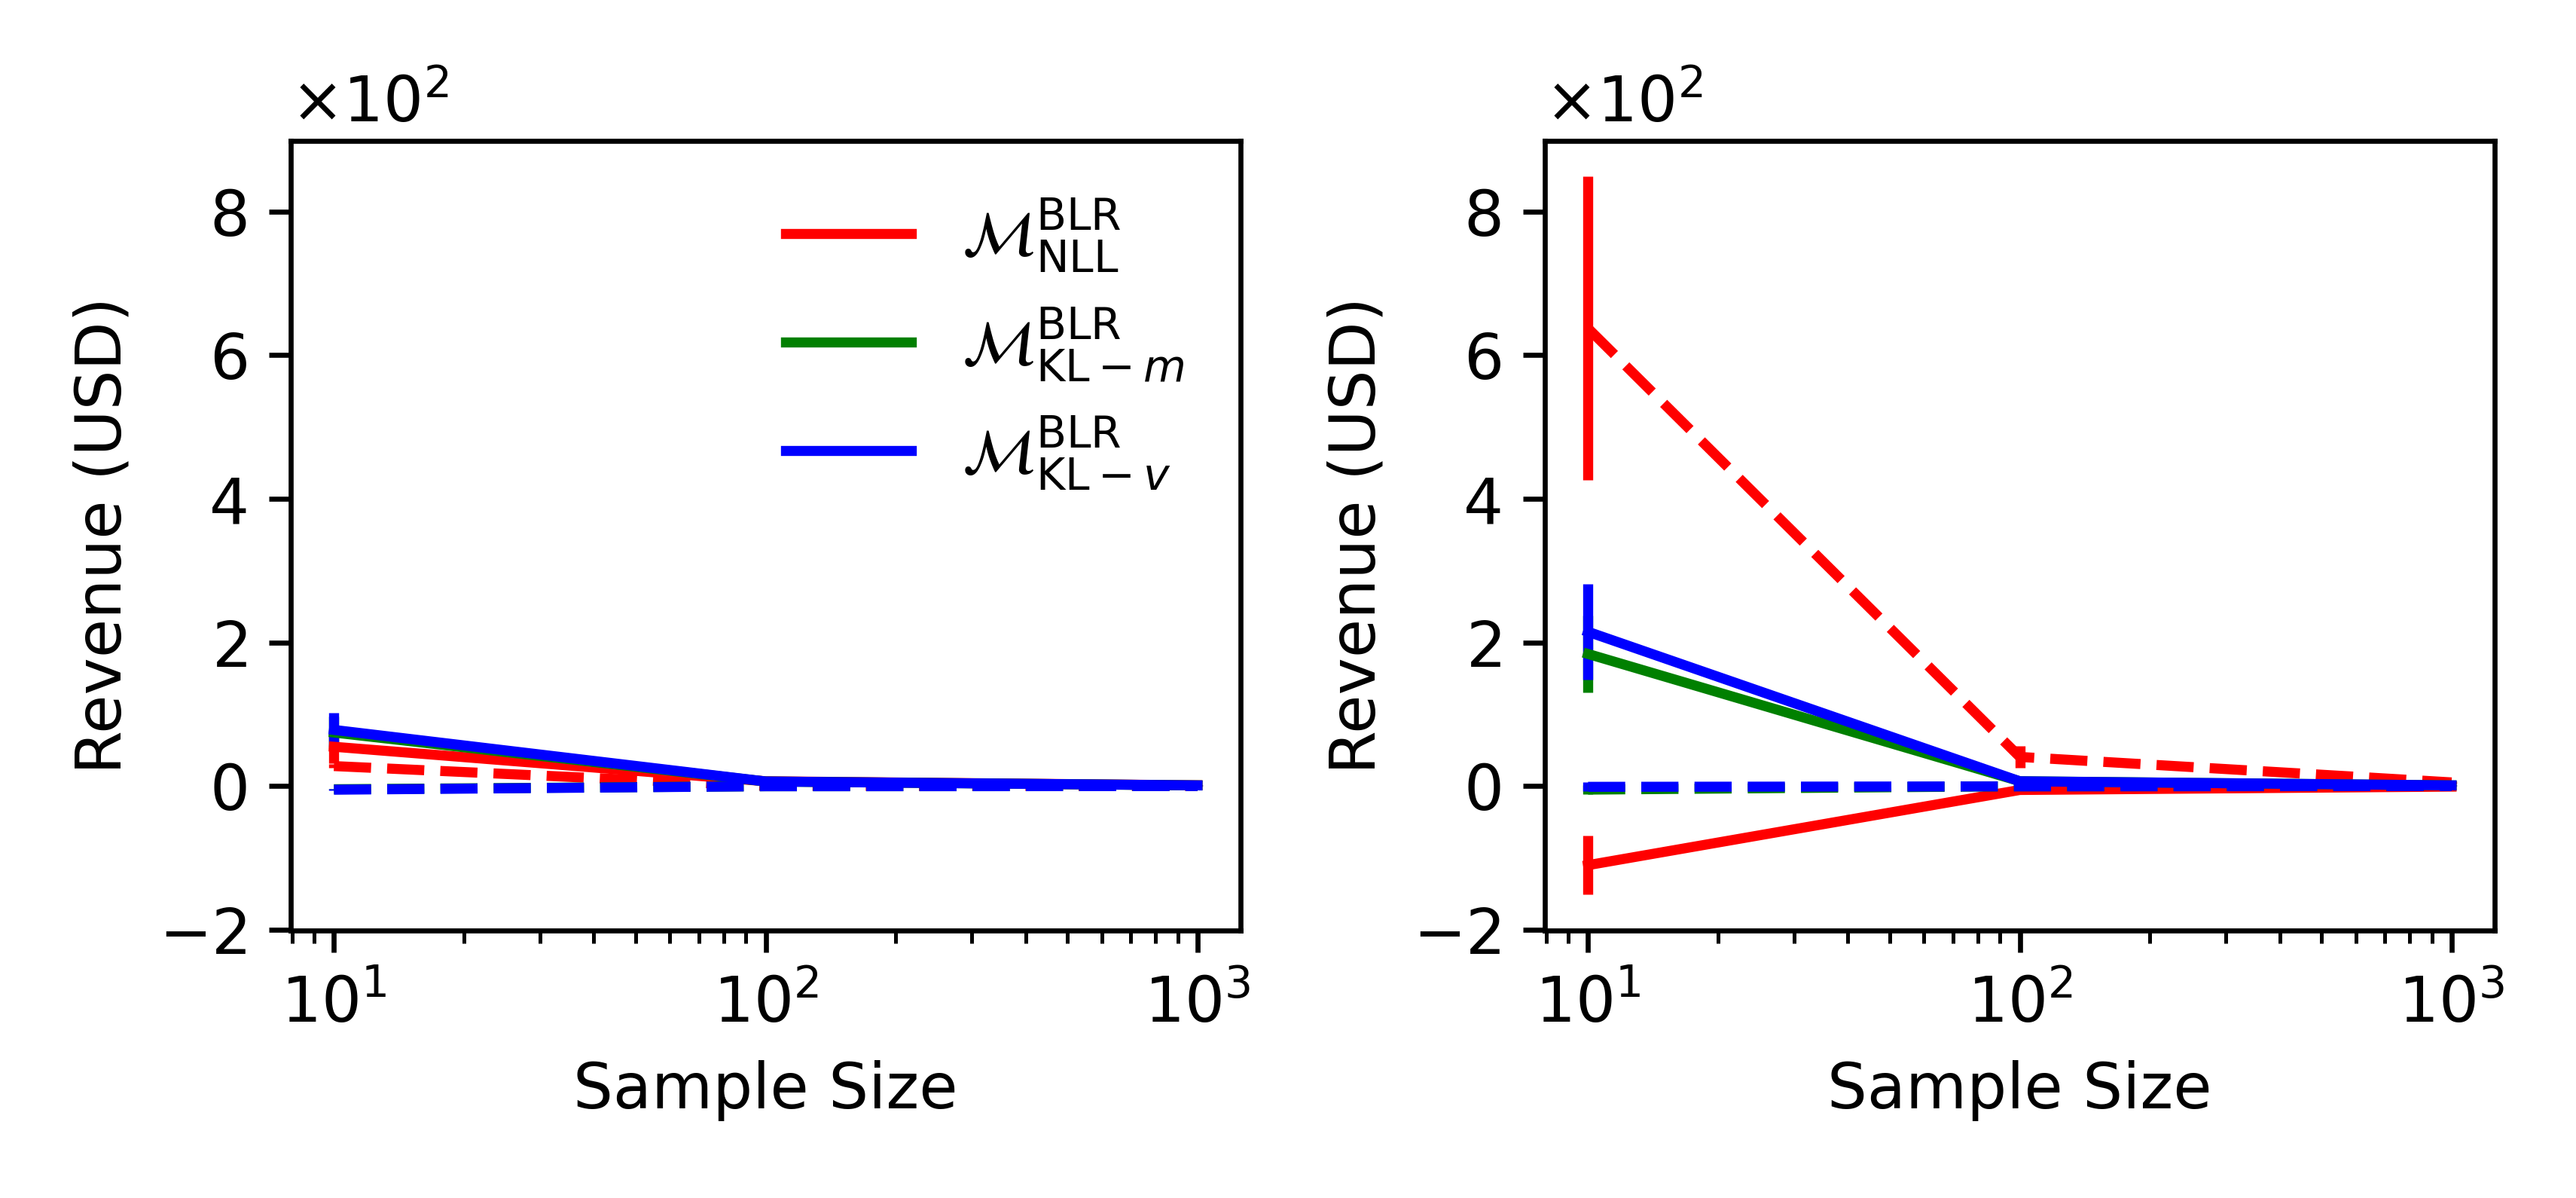 ×10²
8
6
4
2
0
−2
Revenue (USD)
10¹ 10² 10³
Sample Size
ℳ^BLR_NLL
ℳ^BLR_KL−m
ℳ^BLR_KL−v
×10²
8
6
4
2
0
−2
Revenue (USD)
10¹ 10² 10³
Sample Size